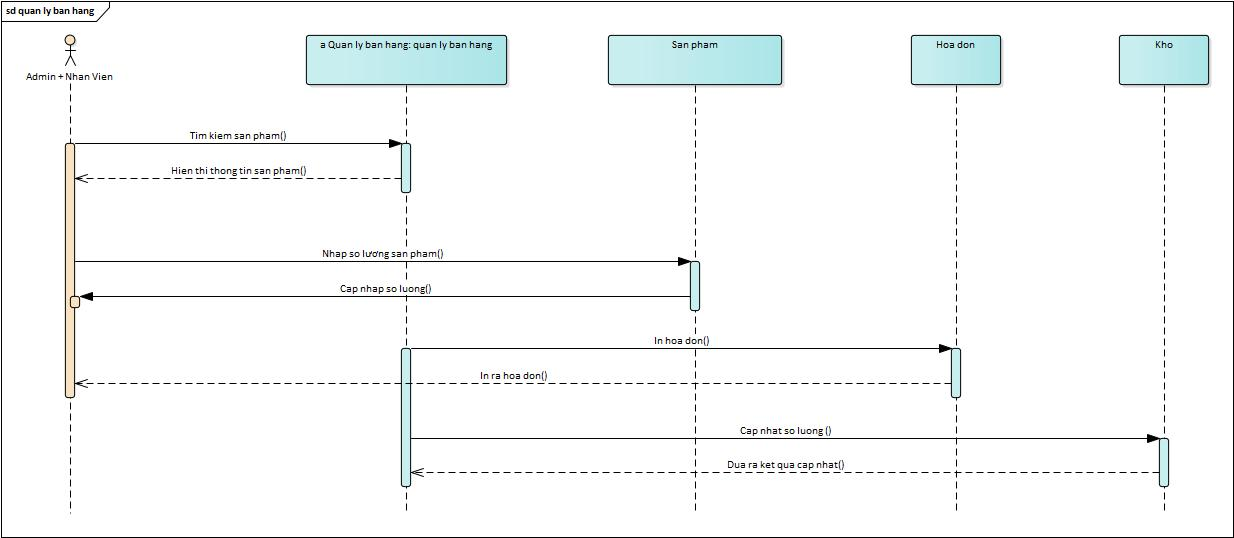 sd quan ly ban hang
Admin + Nhan Vien
a Quan ly ban hang: quan ly ban hang
San pham
Hoa don
Kho
Tim kiem san pham()
Hien thi thong tin san pham()
Nhap so lương san pham()
Cap nhap so luong()
In hoa don()
In ra hoa don()
Cap nhat so luong ()
Dua ra ket qua cap nhat()